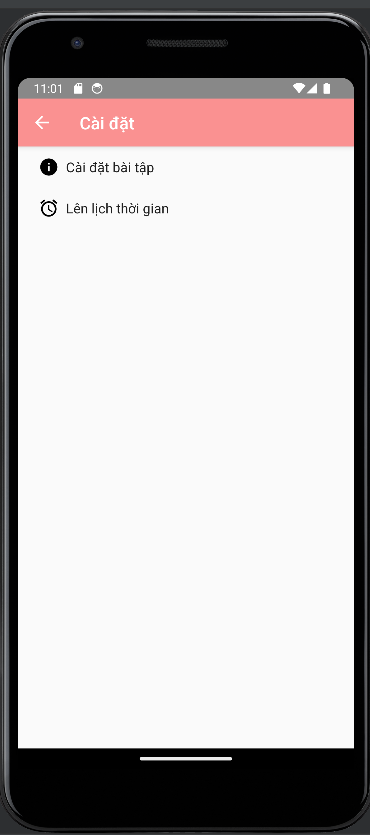 11:01
Cài đặt
Cài đặt bài tập
Lên lịch thời gian